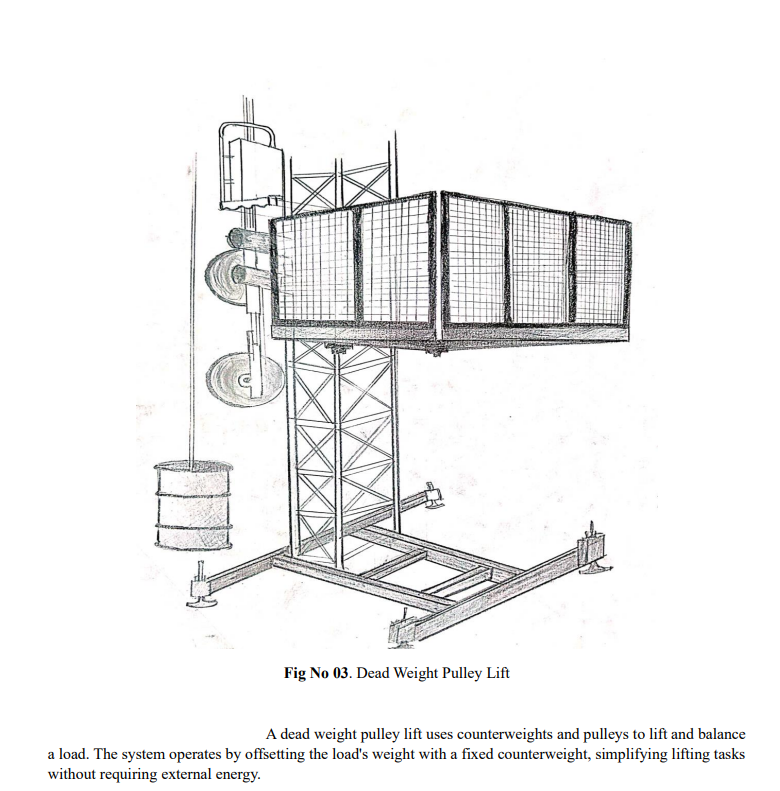 Fig No 03. Dead Weight Pulley Lift
A dead weight pulley lift uses counterweights and pulleys to lift and balance
a load. The system operates by offsetting the load's weight with a fixed counterweight, simplifying lifting tasks
without requiring external energy.